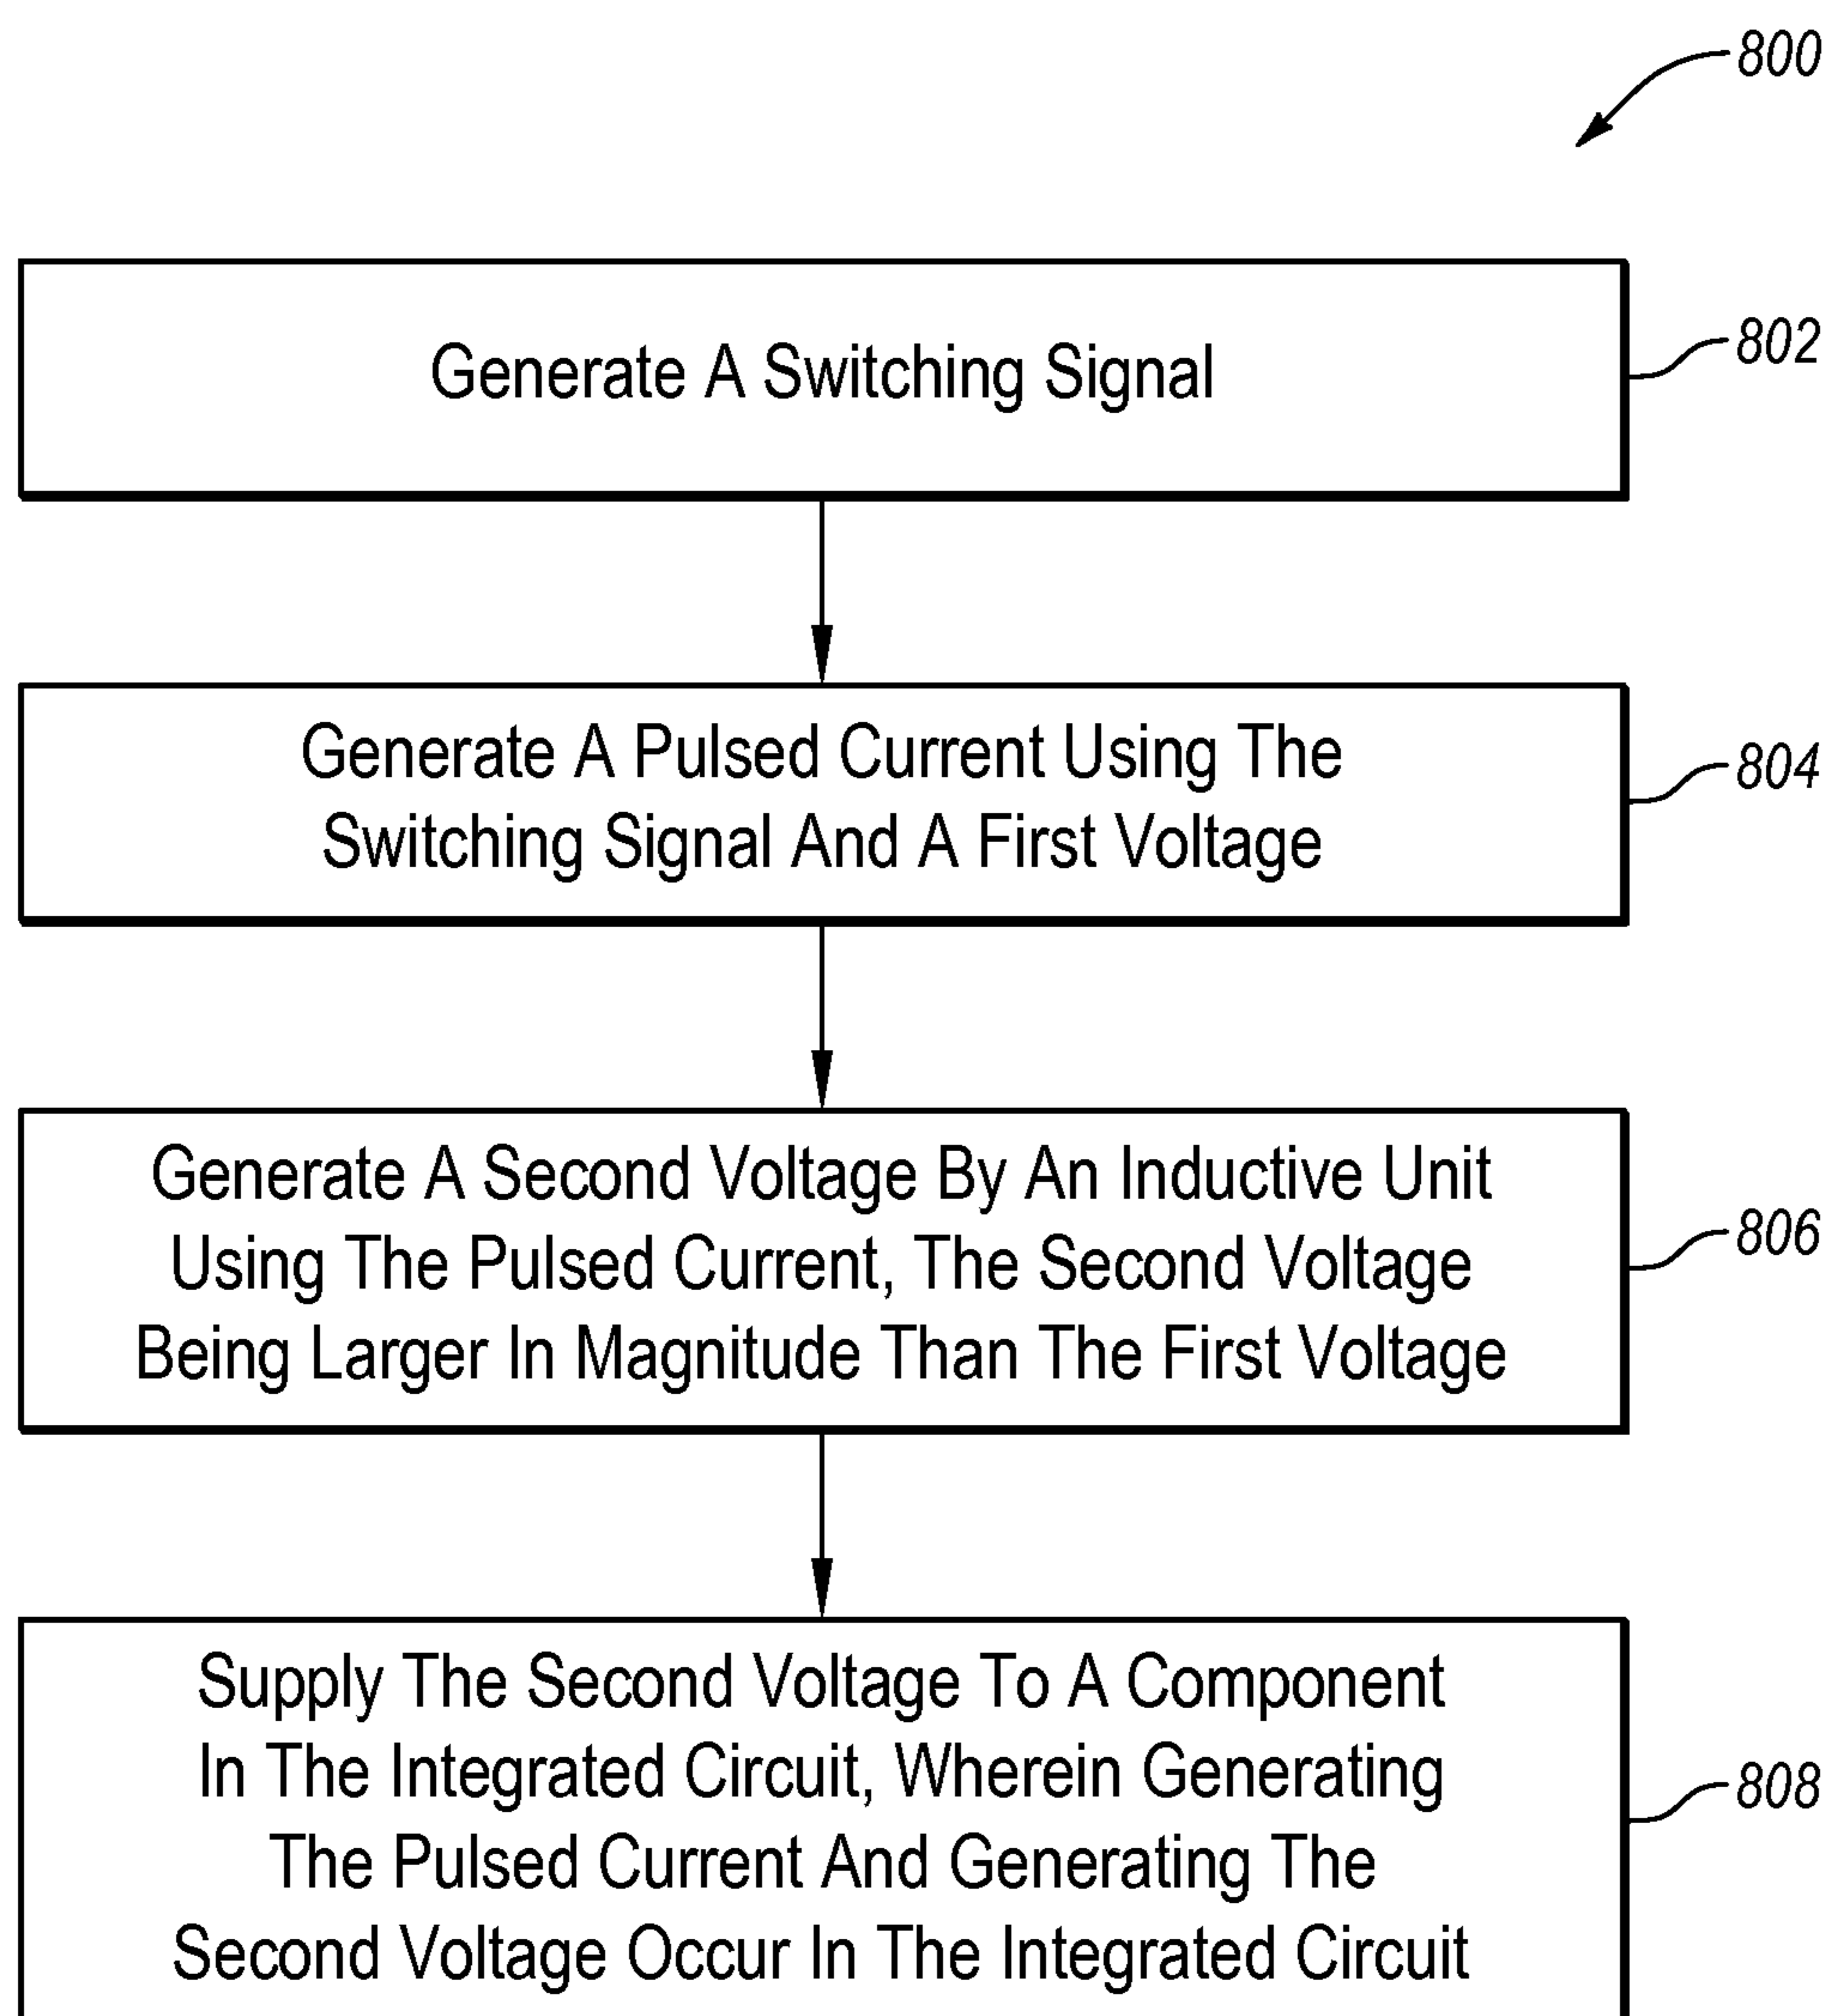 800
Generate A Switching Signal
802
Generate A Pulsed Current Using The
Switching Signal And A First Voltage
804
Generate A Second Voltage By An Inductive Unit
Using The Pulsed Current, The Second Voltage
Being Larger In Magnitude Than The First Voltage
806
Supply The Second Voltage To A Component
In The Integrated Circuit, Wherein Generating
The Pulsed Current And Generating The
Second Voltage Occur In The Integrated Circuit
808